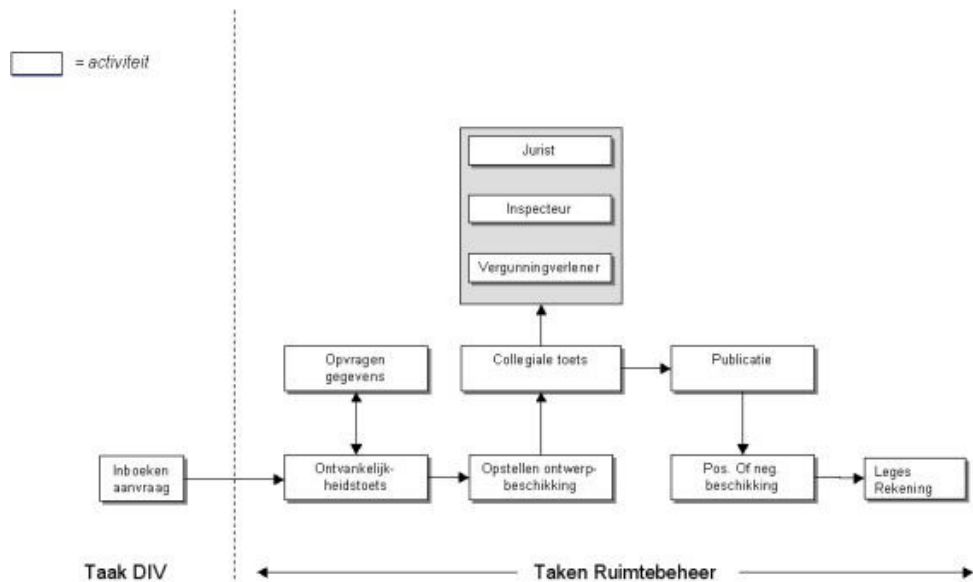 = activiteit
Jurist
Inspecteur
Vergunningverlener
Opvragen
gegevens
Collegiale toets
Publicatie
Inboeken
aanvraag
Ontvankelijk-
heidstoets
Opstellen ontwerp-
beschikking
Pos. Of neg.
beschikking
Leges
Rekening
Taak DIV
Taken Ruimtebeheer